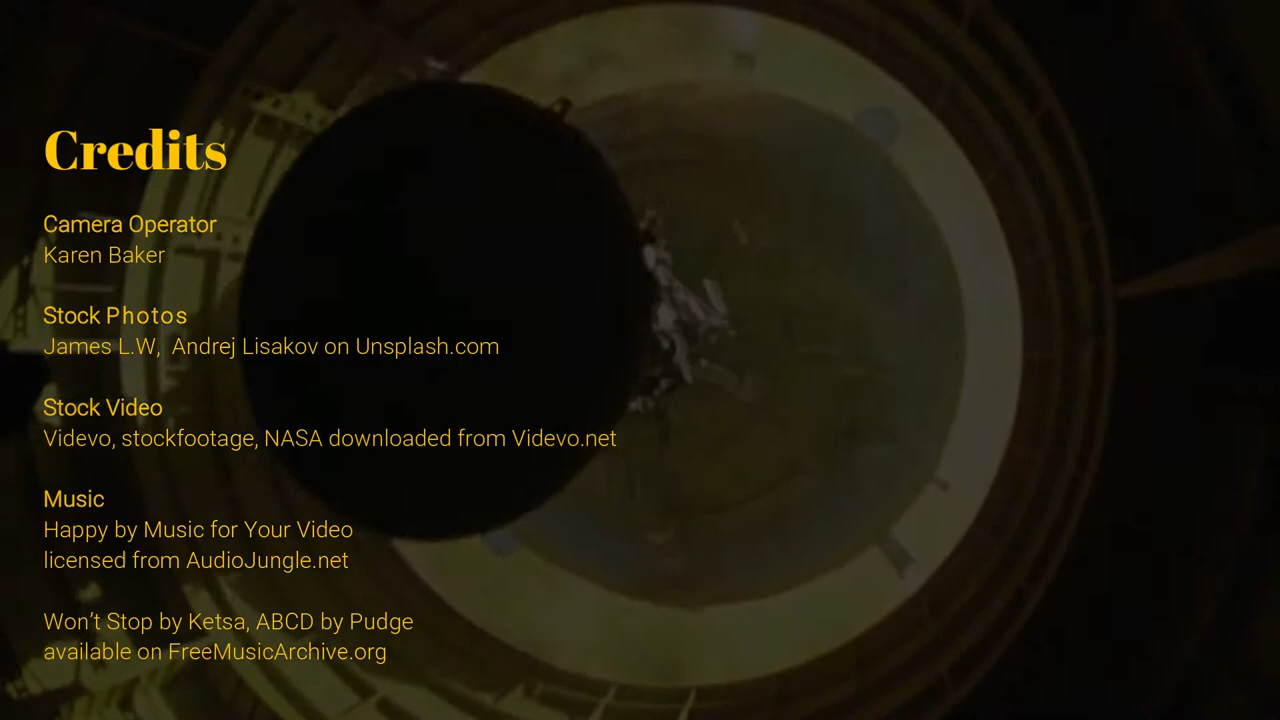 Credits
Camera Operator
Karen Baker
Stock Photos
James L.W,  Andrej Lisakov on Unsplash.com
Stock Video
Videvo, stockfootage, NASA downloaded from Videvo.net
Music
Happy by Music for Your Video
licensed from AudioJungle.net
Won’t Stop by Ketsa, ABCD by Pudge
available on FreeMusicArchive.org